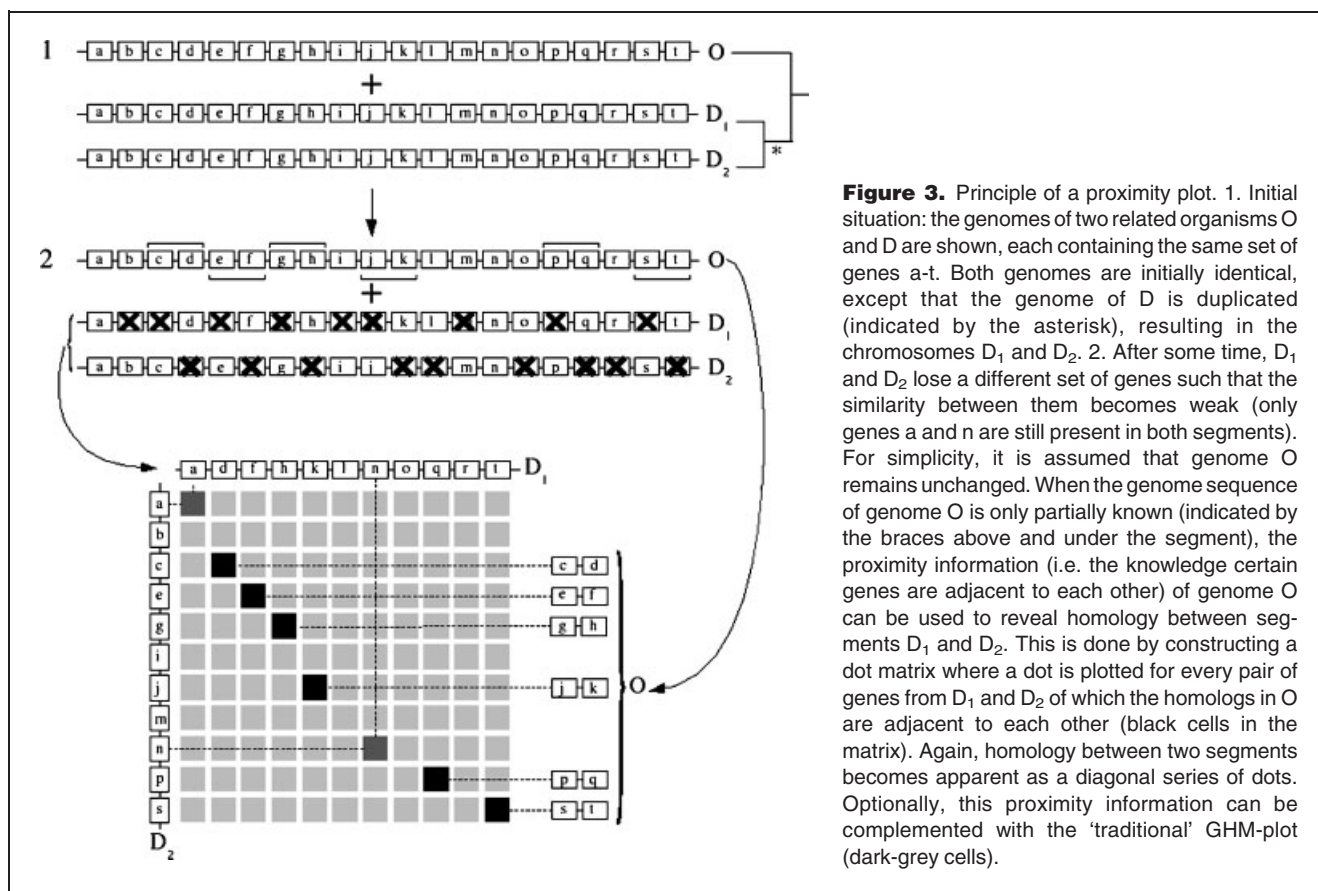 1 a b c d e f g h i j k l m n o p q r s t O
+
a b c d e f g h i j k l m n o p q r s t D1
a b c d e f g h i j k l m n o p q r s t D2
*
2 a b c d e f g h i j k l m n o p q r s t O
+
a d f h k l n o q r t D1
a b c e g i j m n p s D2
a d f h k l n o q r t D1
a
b
c c d
e e f
g g h
i
j j k O
m
n
p p q
s s t
D2
Figure 3. Principle of a proximity plot. 1. Initial
situation: the genomes of two related organisms O
and D are shown, each containing the same set of
genes a-t. Both genomes are initially identical,
except that the genome of D is duplicated
(indicated by the asterisk), resulting in the
chromosomes D1 and D2. 2. After some time, D1
and D2 lose a different set of genes such that the
similarity between them becomes weak (only
genes a and n are still present in both segments).
For simplicity, it is assumed that genome O
remains unchanged. When the genome sequence
of genome O is only partially known (indicated by
the braces above and under the segment), the
proximity information (i.e. the knowledge certain
genes are adjacent to each other) of genome O
can be used to reveal homology between seg-
ments D1 and D2. This is done by constructing a
dot matrix where a dot is plotted for every pair of
genes from D1 and D2 of which the homologs in O
are adjacent to each other (black cells in the
matrix). Again, homology between two segments
becomes apparent as a diagonal series of dots.
Optionally, this proximity information can be
complemented with the ‘traditional’ GHM-plot
(dark-grey cells).